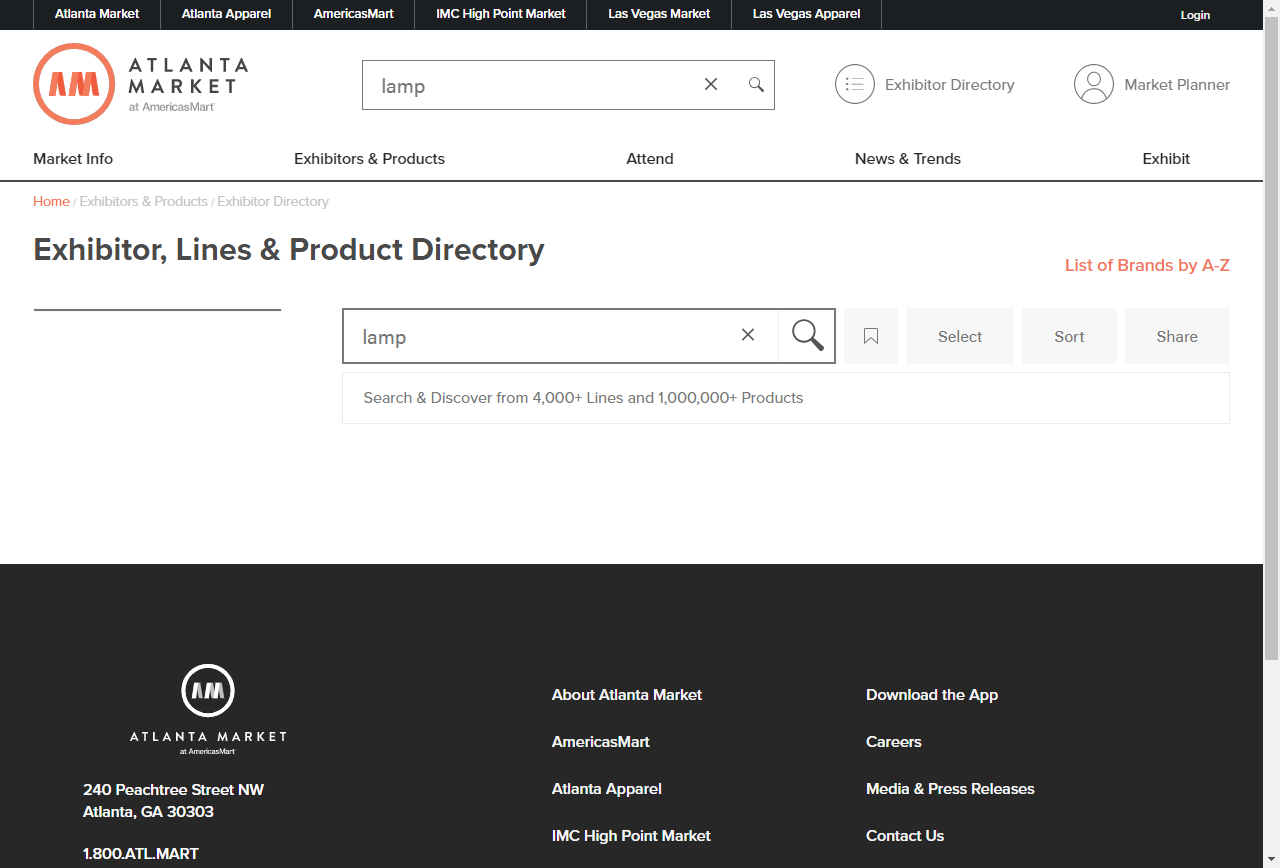 Atlanta Market
Atlanta Apparel
AmericasMart
IMC High Point Market
Las Vegas Market
Las Vegas Apparel
Login
ATLANTA
MARKET
at AmericasMart
lamp
Exhibitor Directory
Market Planner
Market Info
Exhibitors & Products
Attend
News & Trends
Exhibit
Home / Exhibitors & Products / Exhibitor Directory
Exhibitor, Lines & Product Directory
List of Brands by A-Z
lamp
Select
Sort
Share
Search & Discover from 4,000+ Lines and 1,000,000+ Products
ATLANTA MARKET
at AmericasMart
240 Peachtree Street NW
Atlanta, GA 30303
1.800.ATL.MART
About Atlanta Market
AmericasMart
Atlanta Apparel
IMC High Point Market
Download the App
Careers
Media & Press Releases
Contact Us